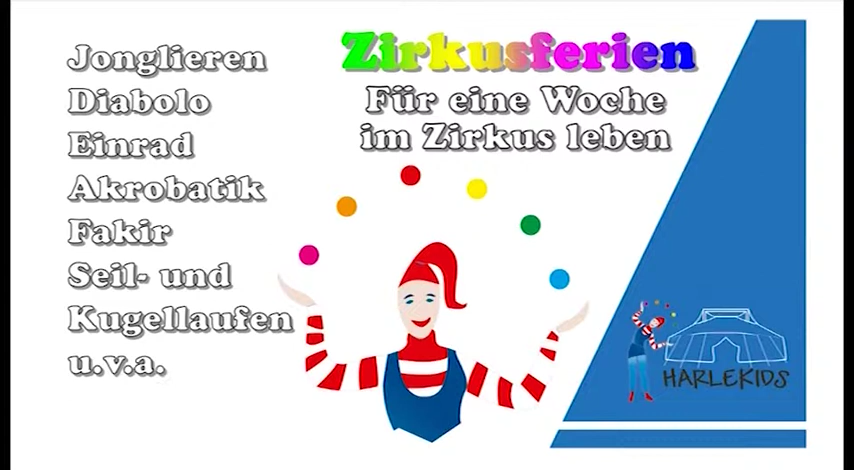 Jonglieren
Diabolo
Einrad
Akrobatik
Fakir
Seil- und
Kugellaufen
u.v.a.
Zirkusferien
Für eine Woche
im Zirkus leben
HARLEKIDS